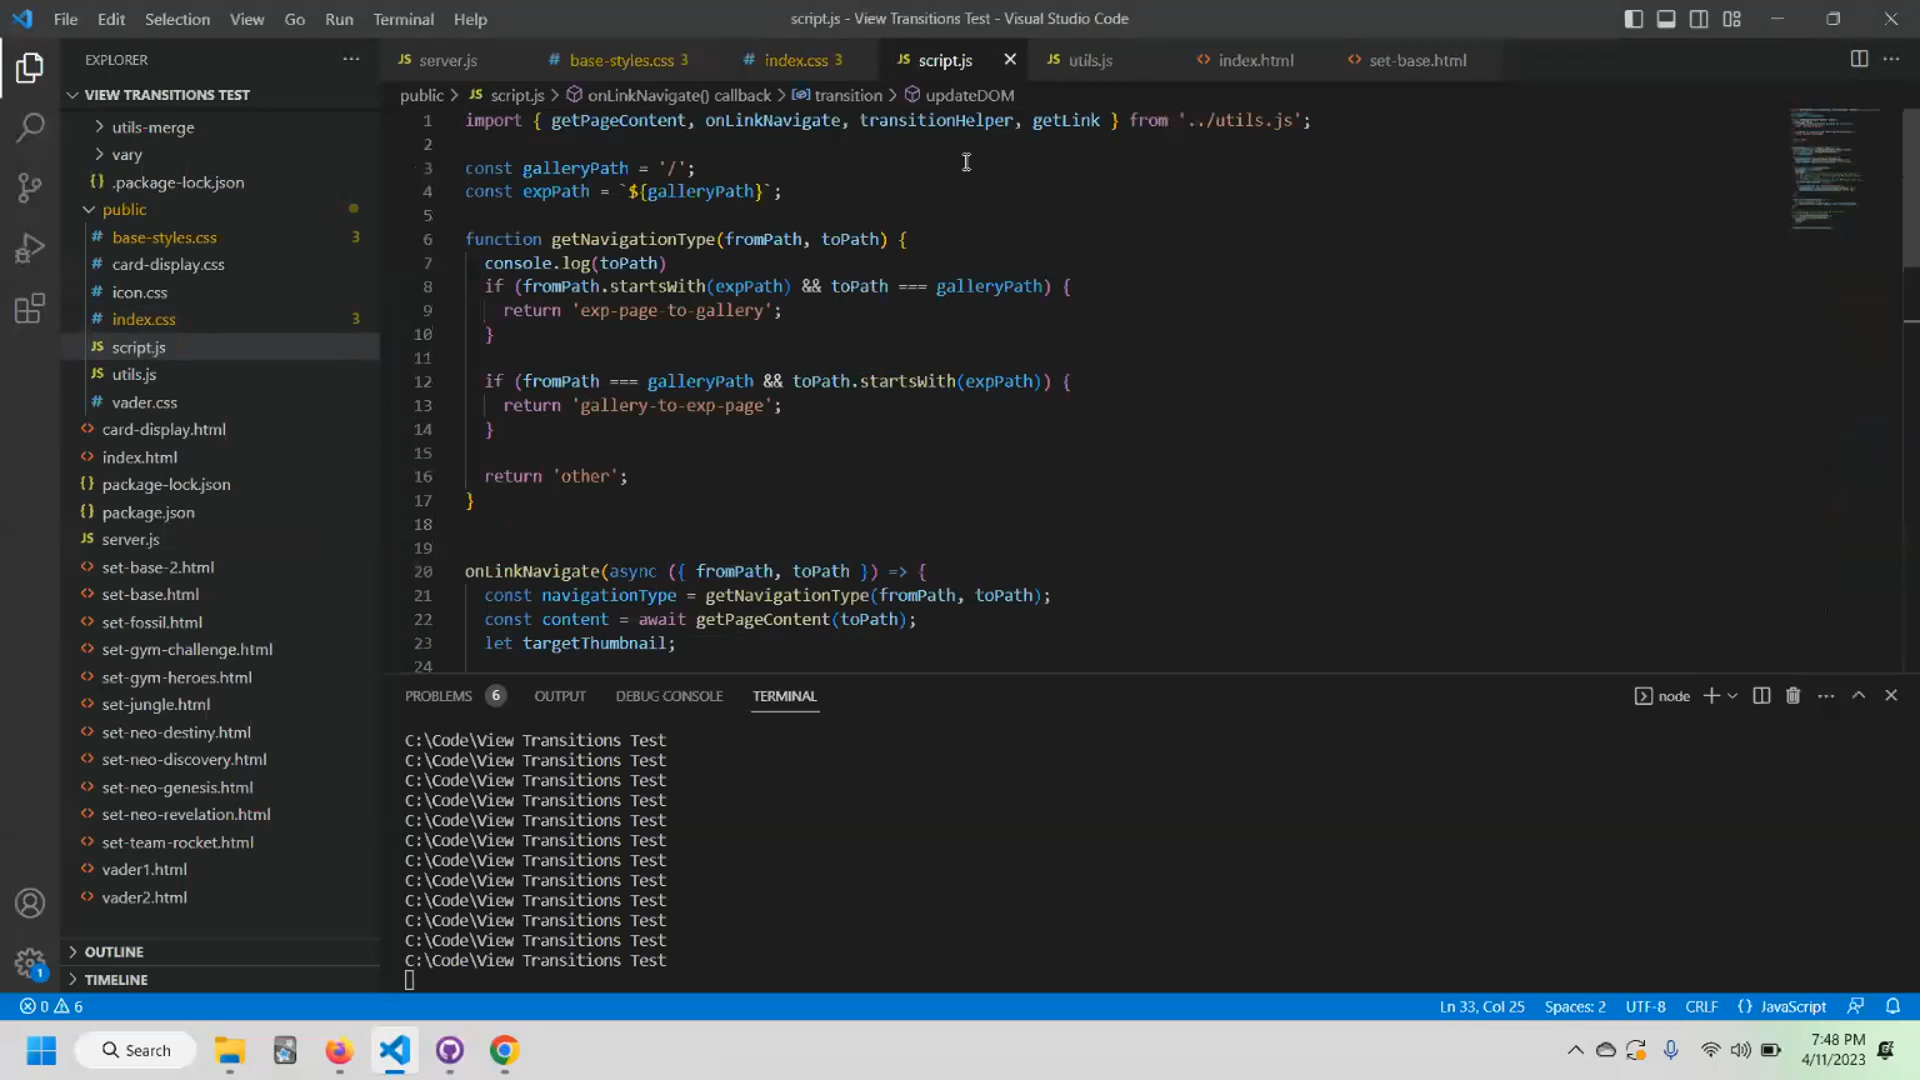 File Edit Selection View Go Run Terminal Help
script.js - View Transitions Test - Visual Studio Code
EXPLORER
JS server.js # base-styles.css 3 # index.css 3 JS script.js JS utils.js <> index.html <> set-base.html
VIEW TRANSITIONS TEST
public > JS script.js > onLinkNavigate() callback > transition > updateDOM
utils-merge
vary
{} .package-lock.json
public
# base-styles.css 3
# card-display.css
# icon.css
# index.css 3
JS script.js
JS utils.js
# vader.css
<> card-display.html
<> index.html
{} package-lock.json
{} package.json
JS server.js
<> set-base-2.html
<> set-base.html
<> set-fossil.html
<> set-gym-challenge.html
<> set-gym-heroes.html
<> set-jungle.html
<> set-neo-destiny.html
<> set-neo-discovery.html
<> set-neo-genesis.html
<> set-neo-revelation.html
<> set-team-rocket.html
<> vader1.html
<> vader2.html
OUTLINE
TIMELINE
1 import { getPageContent, onLinkNavigate, transitionHelper, getLink } from '../utils.js';
2
3 const galleryPath = '/';
4 const expPath = `${galleryPath}`;
5
6 function getNavigationType(fromPath, toPath) {
7 console.log(toPath)
8 if (fromPath.startsWith(expPath) && toPath === galleryPath) {
9 return 'exp-page-to-gallery';
10 }
11
12 if (fromPath === galleryPath && toPath.startsWith(expPath)) {
13 return 'gallery-to-exp-page';
14 }
15
16 return 'other';
17 }
18
19
20 onLinkNavigate(async ({ fromPath, toPath }) => {
21 const navigationType = getNavigationType(fromPath, toPath);
22 const content = await getPageContent(toPath);
23 let targetThumbnail;
24
PROBLEMS 6 OUTPUT DEBUG CONSOLE TERMINAL
node
C:\Code\View Transitions Test
C:\Code\View Transitions Test
C:\Code\View Transitions Test
C:\Code\View Transitions Test
C:\Code\View Transitions Test
C:\Code\View Transitions Test
C:\Code\View Transitions Test
C:\Code\View Transitions Test
C:\Code\View Transitions Test
C:\Code\View Transitions Test
C:\Code\View Transitions Test
C:\Code\View Transitions Test
1
0 6
Ln 33, Col 25 Spaces: 2 UTF-8 CRLF {} JavaScript
Search
7:48 PM
4/11/2023